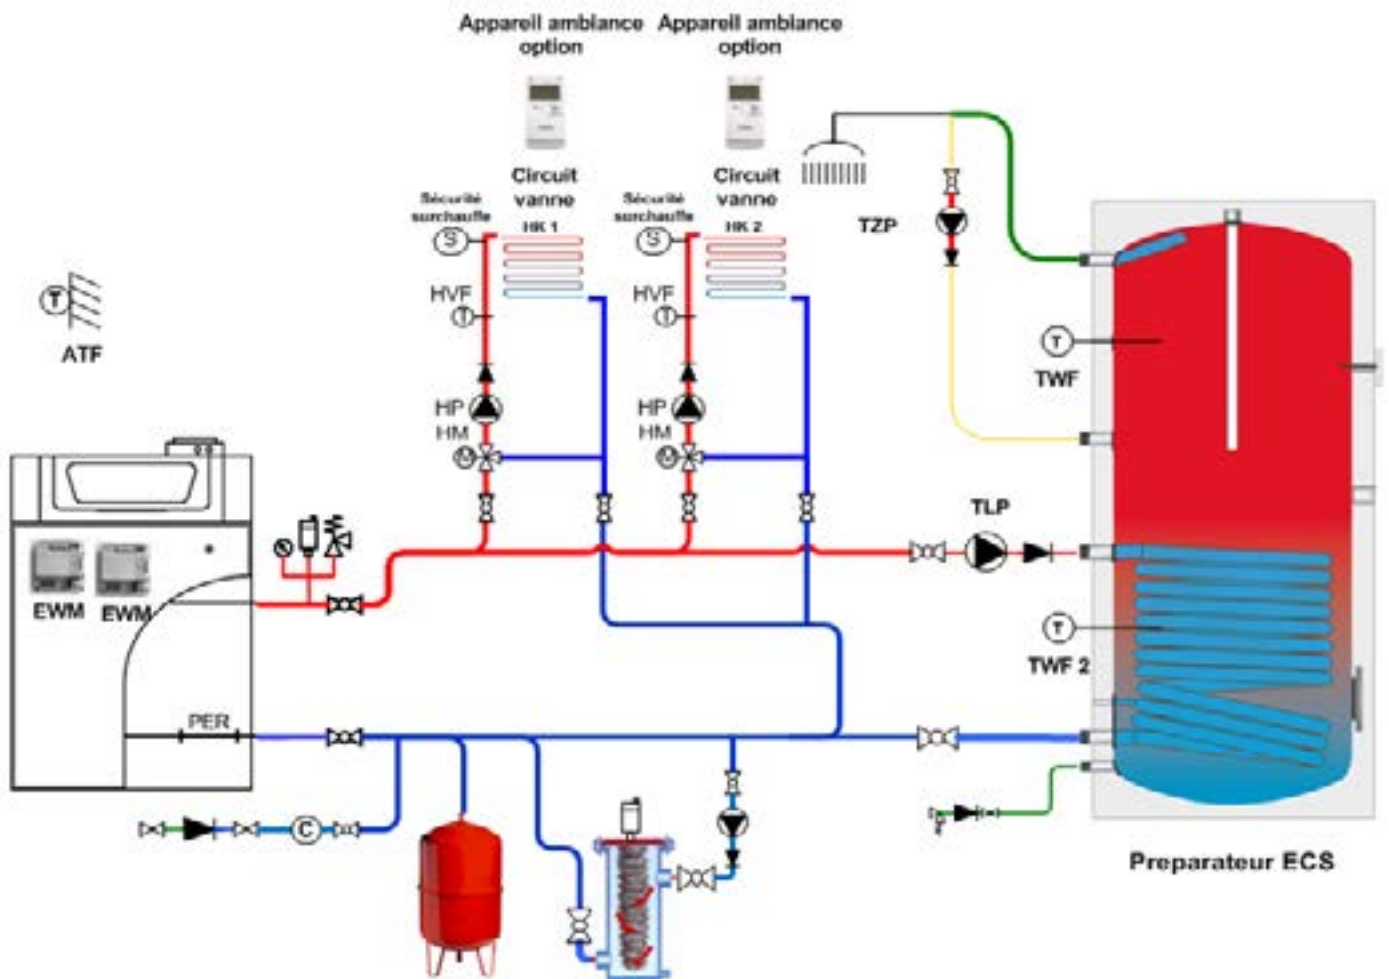 Appareil ambiance
option
Appareil ambiance
option
Circuit
vanne
HK 1
Circuit
vanne
HK 2
Sécurité
surchauffe
S
Sécurité
surchauffe
S
TZP
HVF
T
HVF
T
T
ATF
T
TWF
HP
HM
M
HP
HM
M
TLP
EWM
EWM
T
TWF 2
PER
C
Preparateur ECS